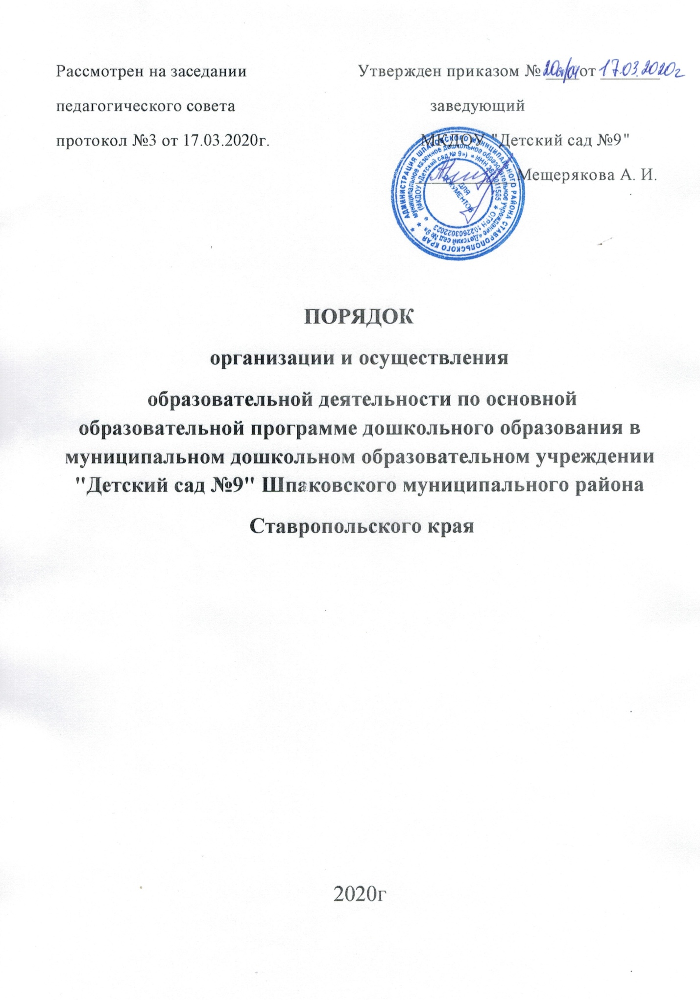 Рассмотрен на заседании
педагогического совета
протокол №3 от 17.03.2020г.
Утвержден приказом № от 17.03.2020г
заведующий
МКДОУ "Детский сад №9"
Мещерякова А. И.
АДМИНИСТРАЦИЯ ШПАКОВСКОГО МУНИЦИПАЛЬНОГО РАЙОНА СТАВРОПОЛЬСКОГО КРАЯ
муниципальное казенное дошкольное образовательное учреждение «Детский сад № 9»
(МКДОУ «Детский сад № 9») * ИНН * ОГРН 1022603022023 *
ДЛЯ
ДОКУМЕНТОВ
ПОРЯДОК
организации и осуществления
образовательной деятельности по основной
образовательной программе дошкольного образования в
муниципальном дошкольном образовательном учреждении
"Детский сад №9" Шпаковского муниципального района
Ставропольского края
2020г